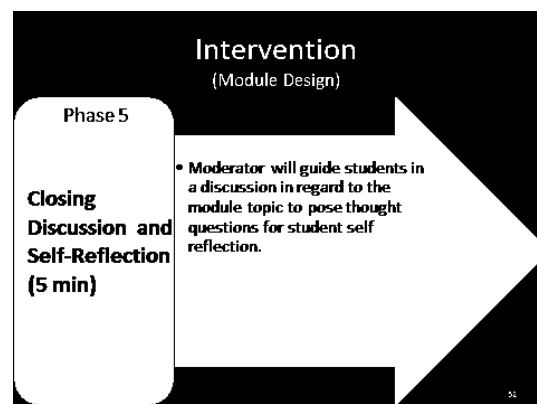 Intervention
(Module Design)
Phase 5
Closing
Discussion and
Self-Reflection
(5 min)
• Moderator will guide students in
a discussion in regard to the
module topic to pose thought
questions for student self
reflection.
52